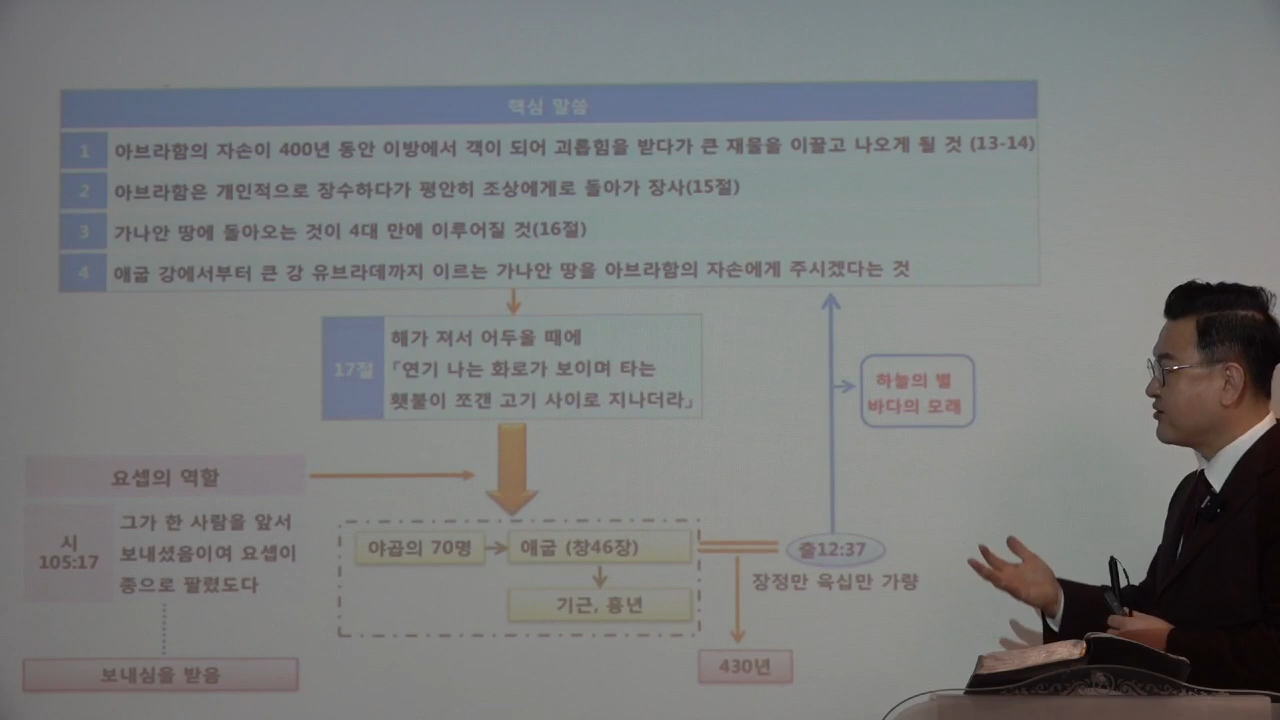 핵심 말씀
1 아브라함의 자손이 400년 동안 이방에서 객이 되어 괴롭힘을 받다가 큰 재물을 이끌고 나오게 될 것 (13-14)
2 아브라함은 개인적으로 장수하다가 평안히 조상에게로 돌아가 장사(15절)
3 가나안 땅에 돌아오는 것이 4대 만에 이루어질 것(16절)
4 애굽 강에서부터 큰 강 유브라데까지 이르는 가나안 땅을 아브라함의 자손에게 주시겠다는 것
17절
해가 져서 어두울 때에
「연기 나는 화로가 보이며 타는
횃불이 쪼갠 고기 사이로 지나더라」
하늘의 별
바다의 모래
요셉의 역할
시
105:17
그가 한 사람을 앞서
보내셨음이여 요셉이
종으로 팔렸도다
보내심을 받음
야곱의 70명
애굽 (창46장)
기근, 흉년
출12:37
장정만 육십만 가량
430년